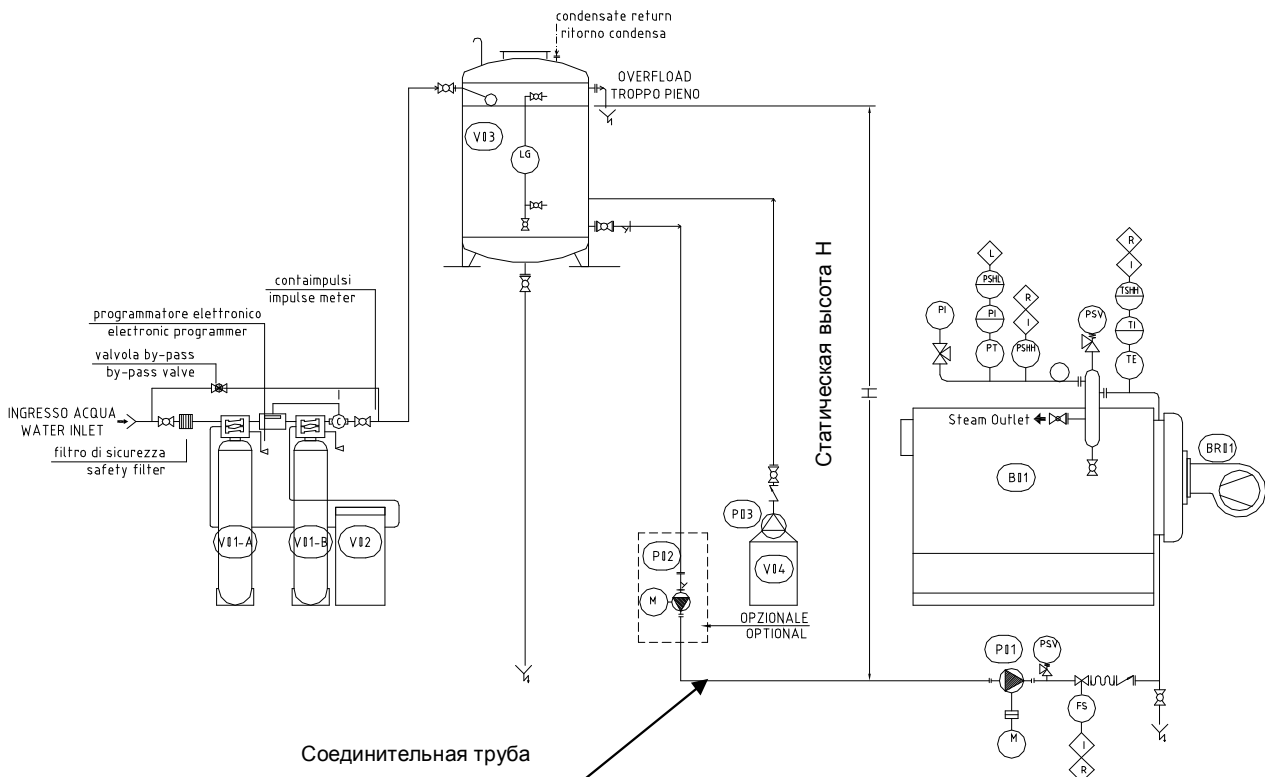 condensate return
ritorno condensa
OVERFLOAD
TROPPO PIENO
V03
LG
contaimpulsi
impulse meter
programmatore elettronico
electronic programmer
valvola by-pass
by-pass valve
INGRESSO ACQUA
WATER INLET
filtro di sicurezza
safety filter
C
V01-A
V01-B
V02
Статическая высота H
H
P03
V04
P02
M
OPZIONALE
OPTIONAL
L
PSHL
PI
PT
PI
R
I
PSHH
PSV
R
I
TSHH
TI
TE
Steam Outlet
B01
BR01
P01
PSV
M
FS
I
R
Соединительная труба